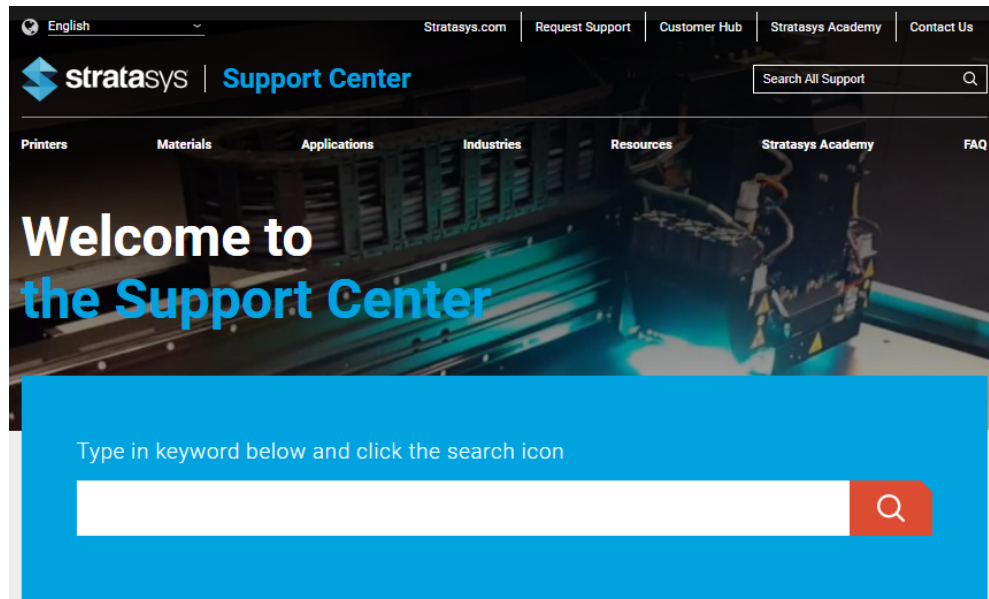 English
Stratasys.com
Request Support
Customer Hub
Stratasys Academy
Contact Us
stratasys | Support Center
Search All Support
Printers
Materials
Applications
Industries
Resources
Stratasys Academy
FAQ
Welcome to
the Support Center
Type in keyword below and click the search icon